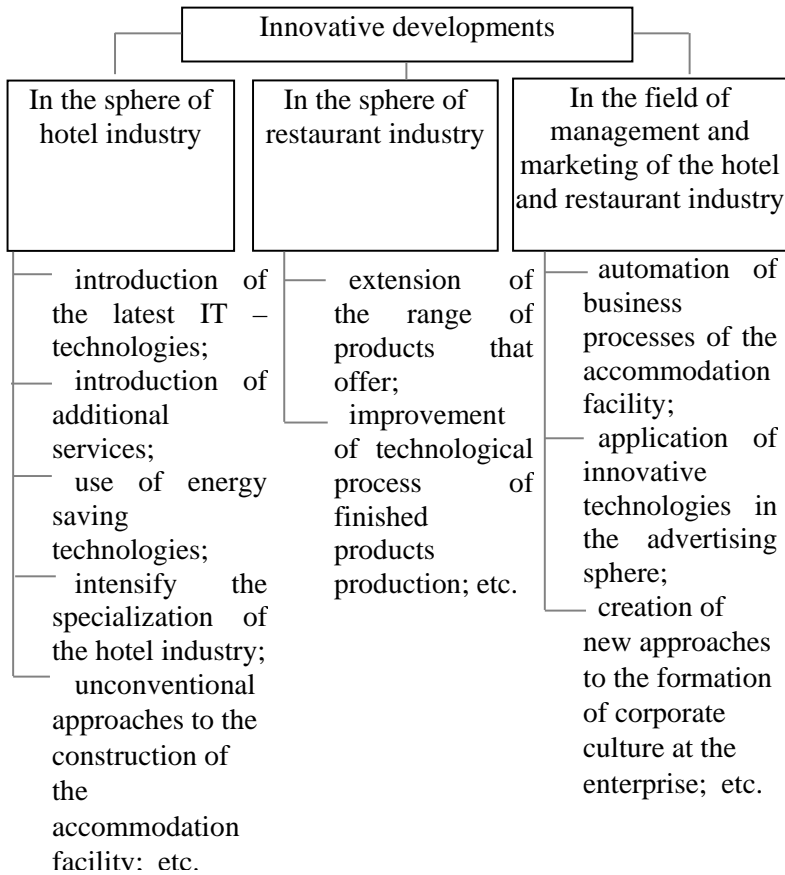 Innovative developments
In the sphere of
hotel industry
In the sphere of
restaurant industry
In the field of
management and
marketing of the hotel
and restaurant industry
introduction of
the latest IT –
technologies;
introduction of
additional
services;
use of energy
saving
technologies;
intensify the
specialization of
the hotel industry;
unconventional
approaches to the
construction of
the
accommodation
facility; etc.
extension of
the range of
products that
offer;
improvement
of technological
process of
finished
products
production; etc.
automation of
business
processes of the
accommodation
facility;
application of
innovative
technologies in
the advertising
sphere;
creation of
new approaches
to the formation
of corporate
culture at the
enterprise; etc.